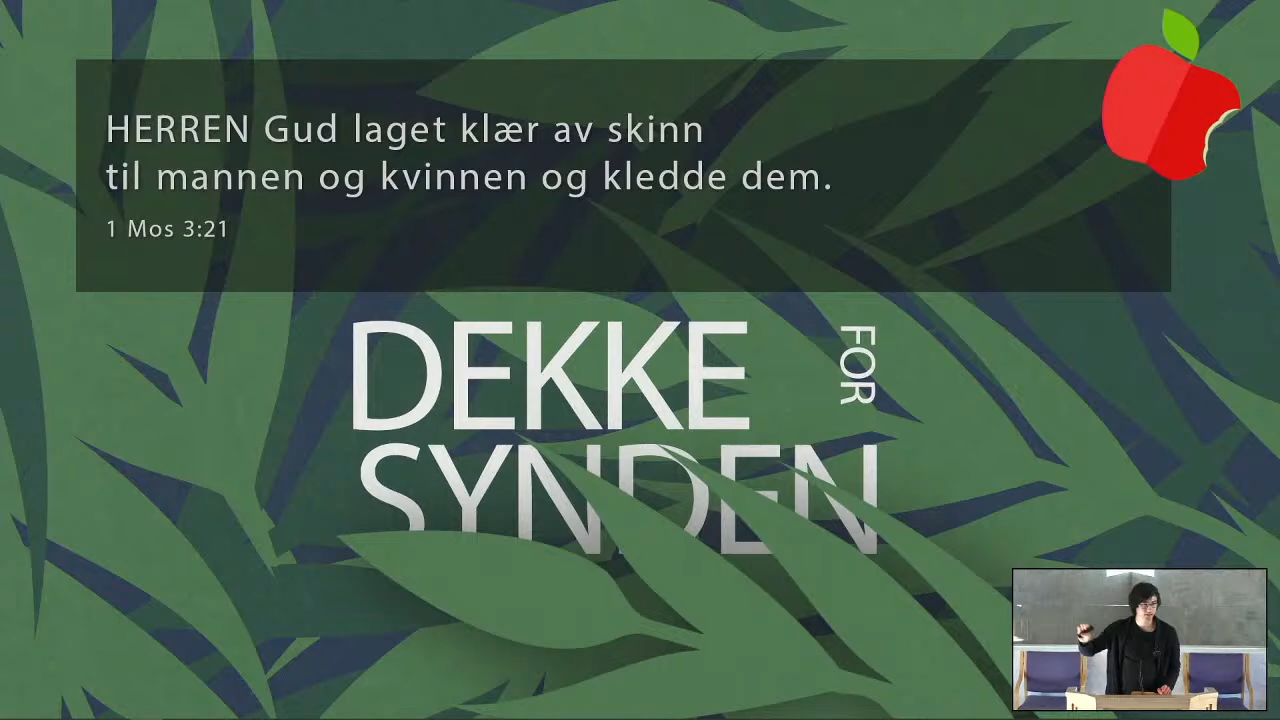 HERREN Gud laget klær av skinn
til mannen og kvinnen og kledde dem.
1 Mos 3:21
DEKKE
FOR
SYNDEN